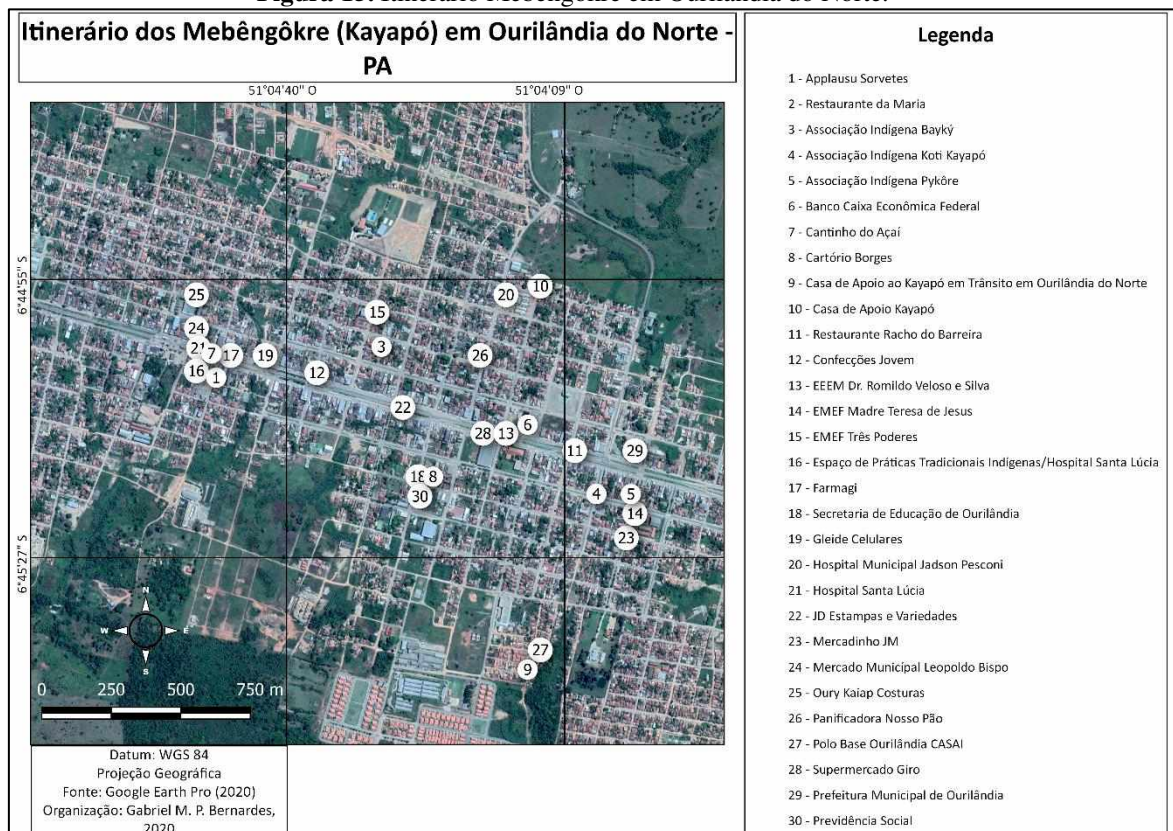 Figura 15: Itinerário Mebêngôkre em Ourilândia do Norte.
Itinerário dos Mebêngôkre (Kayapó) em Ourilândia do Norte -
PA
51°04'40" O
51°04'09" O
6°44'55" S
6°45'27" S
10
20
25
15
24
3
21
7
17
19
26
16
1
12
22
6
28
13
11
29
18
8
30
4
5
14
23
27
9
N
W
E
S
0
250
500
750 m
Datum: WGS 84
Projeção Geográfica
Fonte: Google Earth Pro (2020)
Organização: Gabriel M. P. Bernardes,
2020
Legenda
1 - Applausu Sorvetes
2 - Restaurante da Maria
3 - Associação Indígena Bayký
4 - Associação Indígena Koti Kayapó
5 - Associação Indígena Pykôre
6 - Banco Caixa Econômica Federal
7 - Cantinho do Açaí
8 - Cartório Borges
9 - Casa de Apoio ao Kayapó em Trânsito em Ourilândia do Norte
10 - Casa de Apoio Kayapó
11 - Restaurante Racho do Barreira
12 - Confecções Jovem
13 - EEEM Dr. Romildo Veloso e Silva
14 - EMEF Madre Teresa de Jesus
15 - EMEF Três Poderes
16 - Espaço de Práticas Tradicionais Indígenas/Hospital Santa Lúcia
17 - Farmagi
18 - Secretaria de Educação de Ourilândia
19 - Gleide Celulares
20 - Hospital Municipal Jadson Pesconi
21 - Hospital Santa Lúcia
22 - JD Estampas e Variedades
23 - Mercadinho JM
24 - Mercado Municípal Leopoldo Bispo
25 - Oury Kaiap Costuras
26 - Panificadora Nosso Pão
27 - Polo Base Ourilândia CASAI
28 - Supermercado Giro
29 - Prefeitura Municipal de Ourilândia
30 - Previdência Social